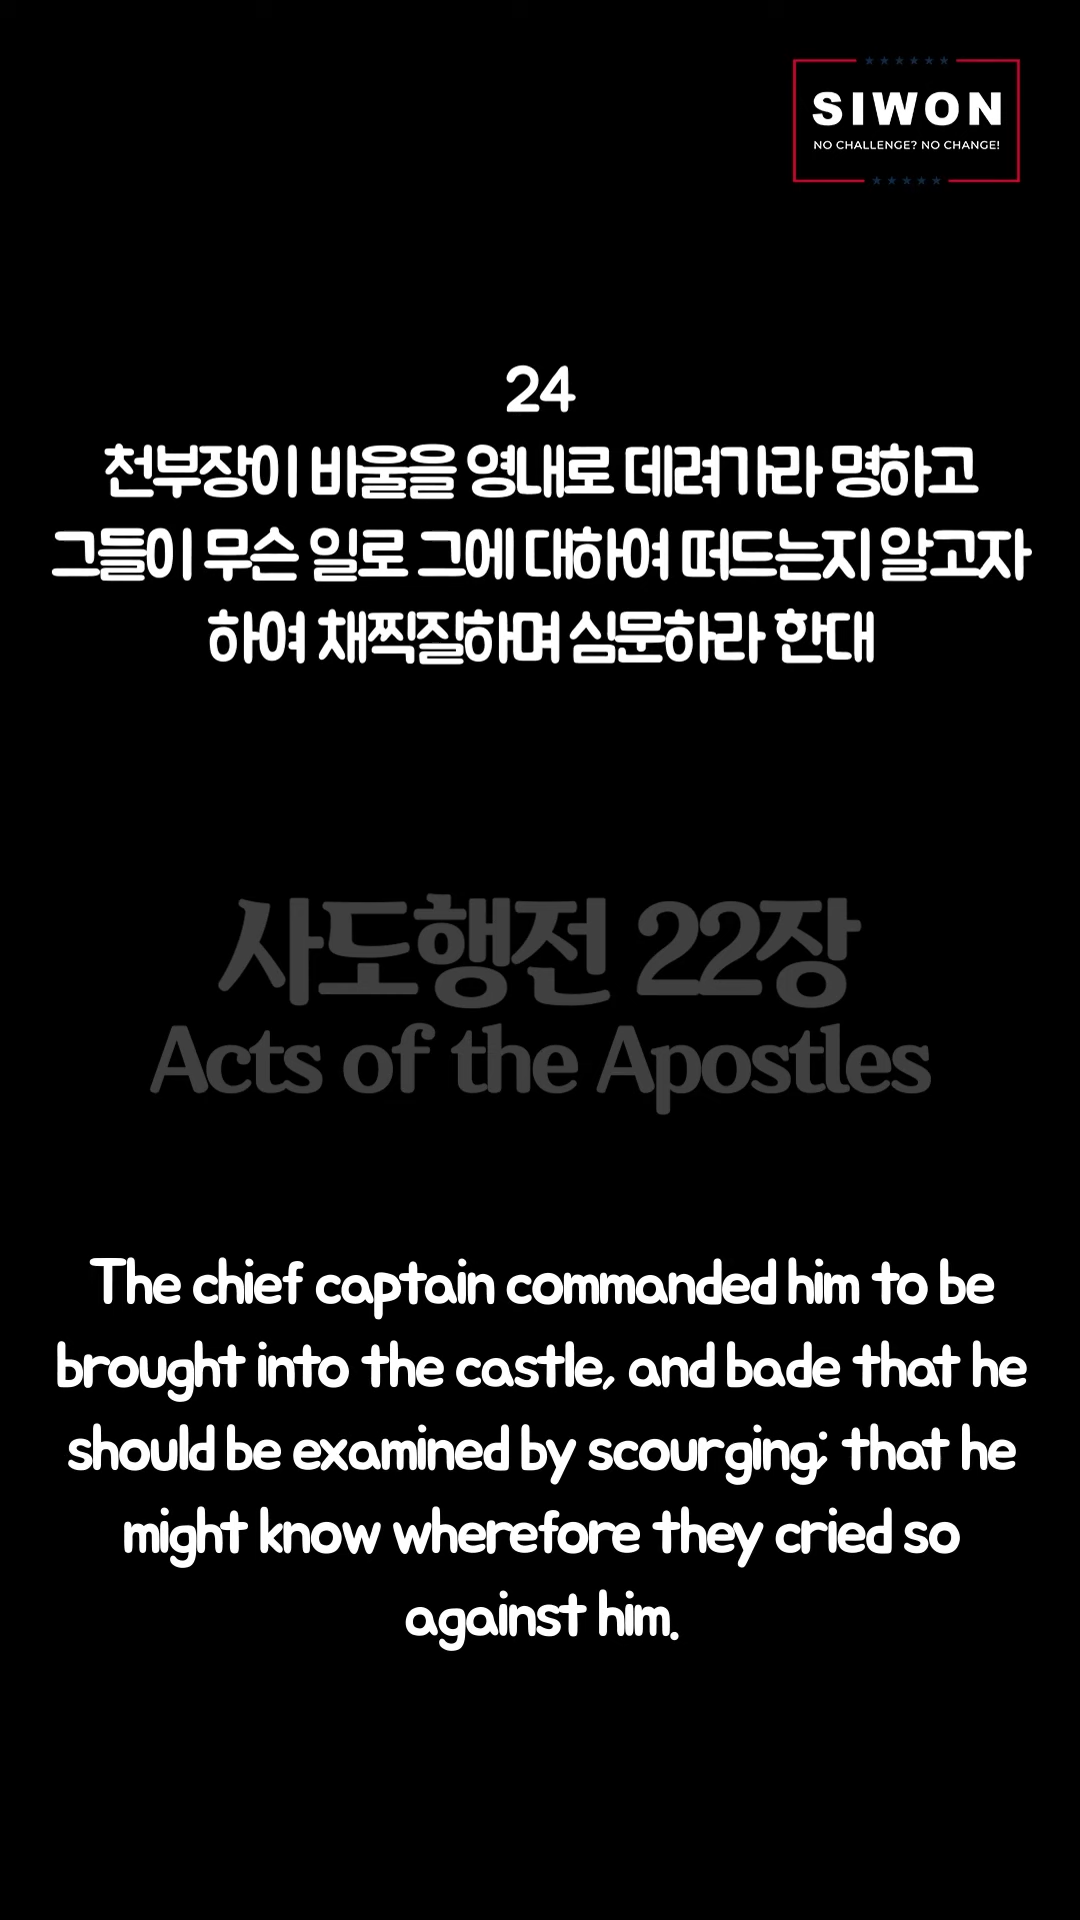 SIWON
NO CHALLENGE? NO CHANGE!
24
천부장이 바울을 영내로 데려가라 명하고
그들이 무슨 일로 그에 대하여 떠드는지 알고자
하여 채찍질하며 심문하라 한대
사도행전 22장
Acts of the Apostles
The chief captain commanded him to be
brought into the castle, and bade that he
should be examined by scourging; that he
might know wherefore they cried so
against him.